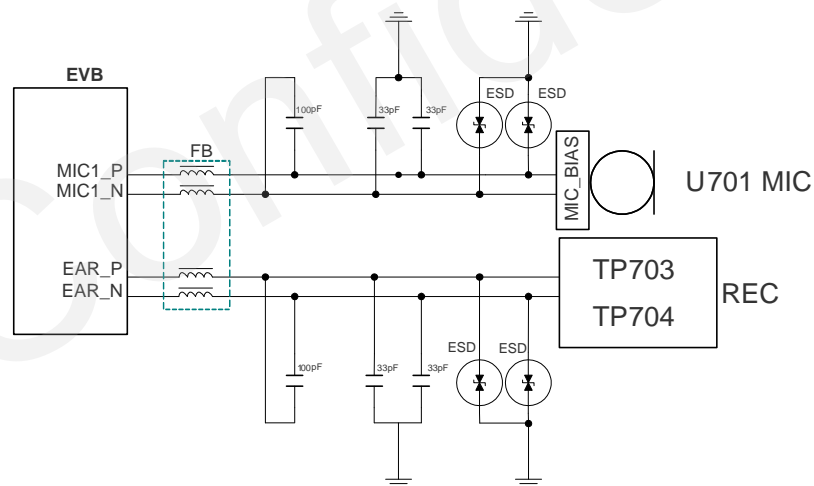 Confide
EVB
100pF
33pF
33pF
ESD
ESD
FB
MIC1_P
MIC1_N
MIC_BIAS
U701 MIC
EAR_P
EAR_N
TP703
TP704
REC
100pF
33pF
33pF
ESD
ESD